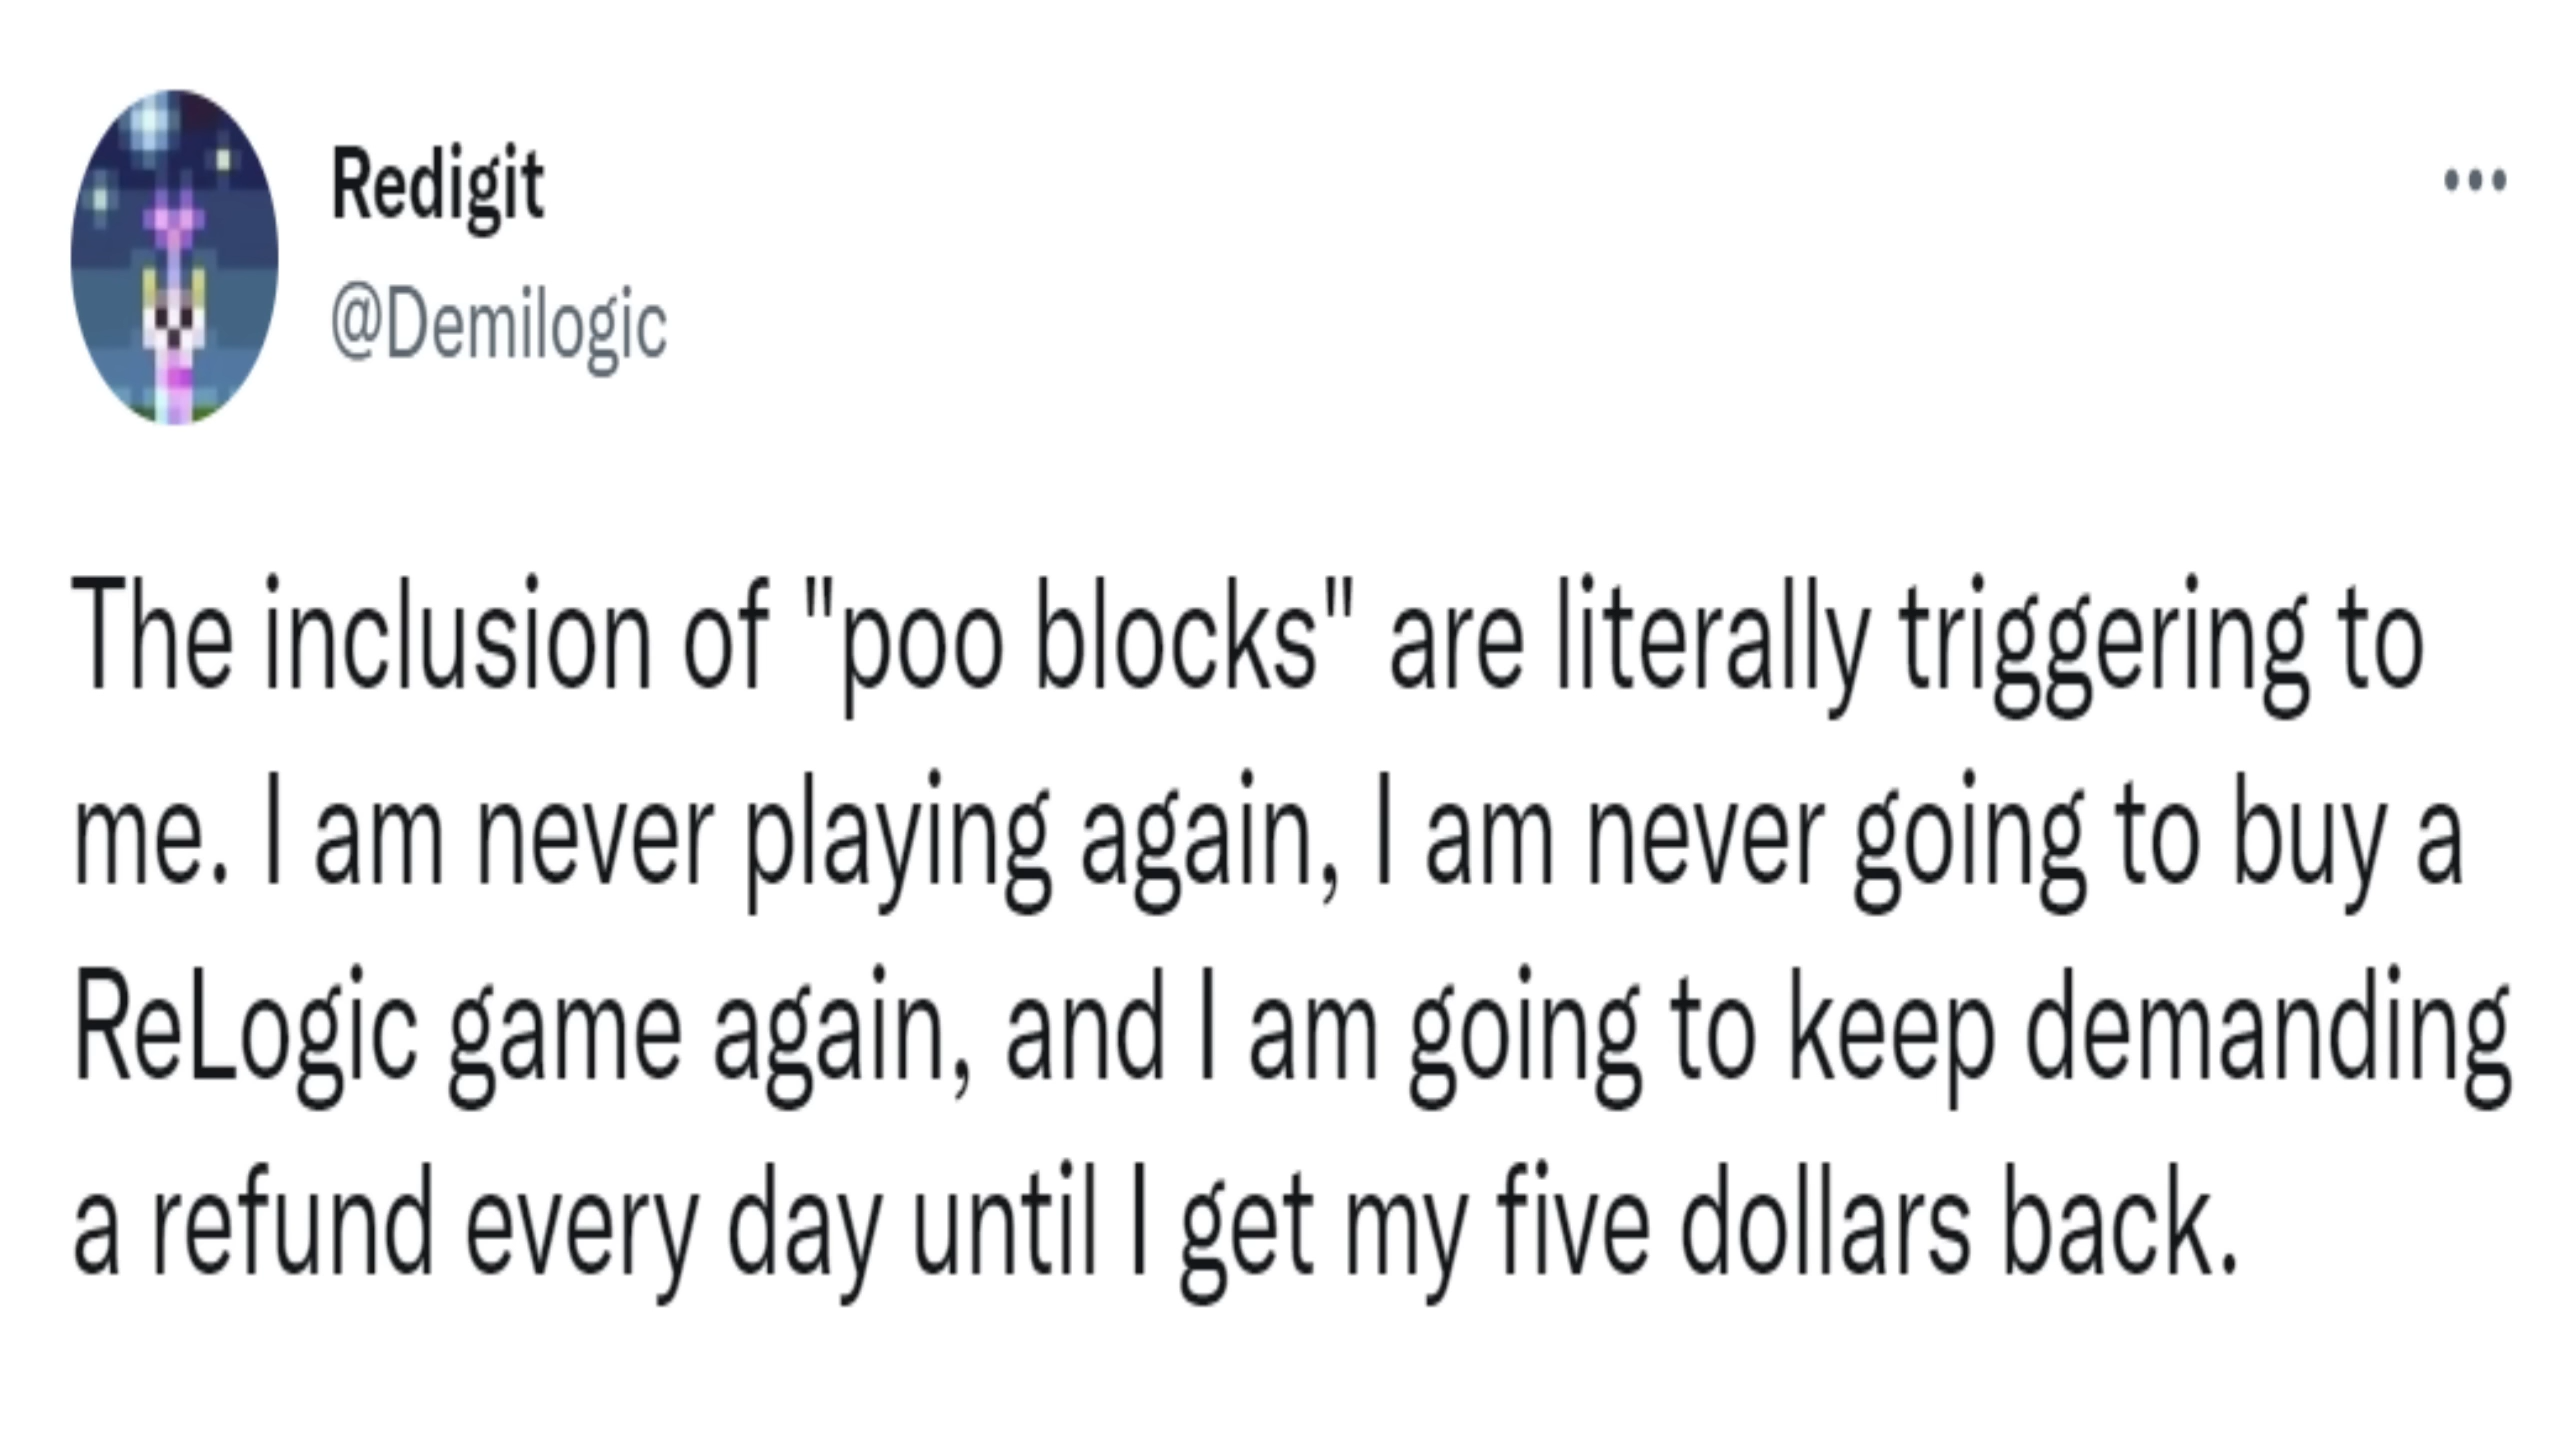 Redigit
@Demilogic
The inclusion of "poo blocks" are literally triggering to
me. I am never playing again, I am never going to buy a
ReLogic game again, and I am going to keep demanding
a refund every day until I get my five dollars back.